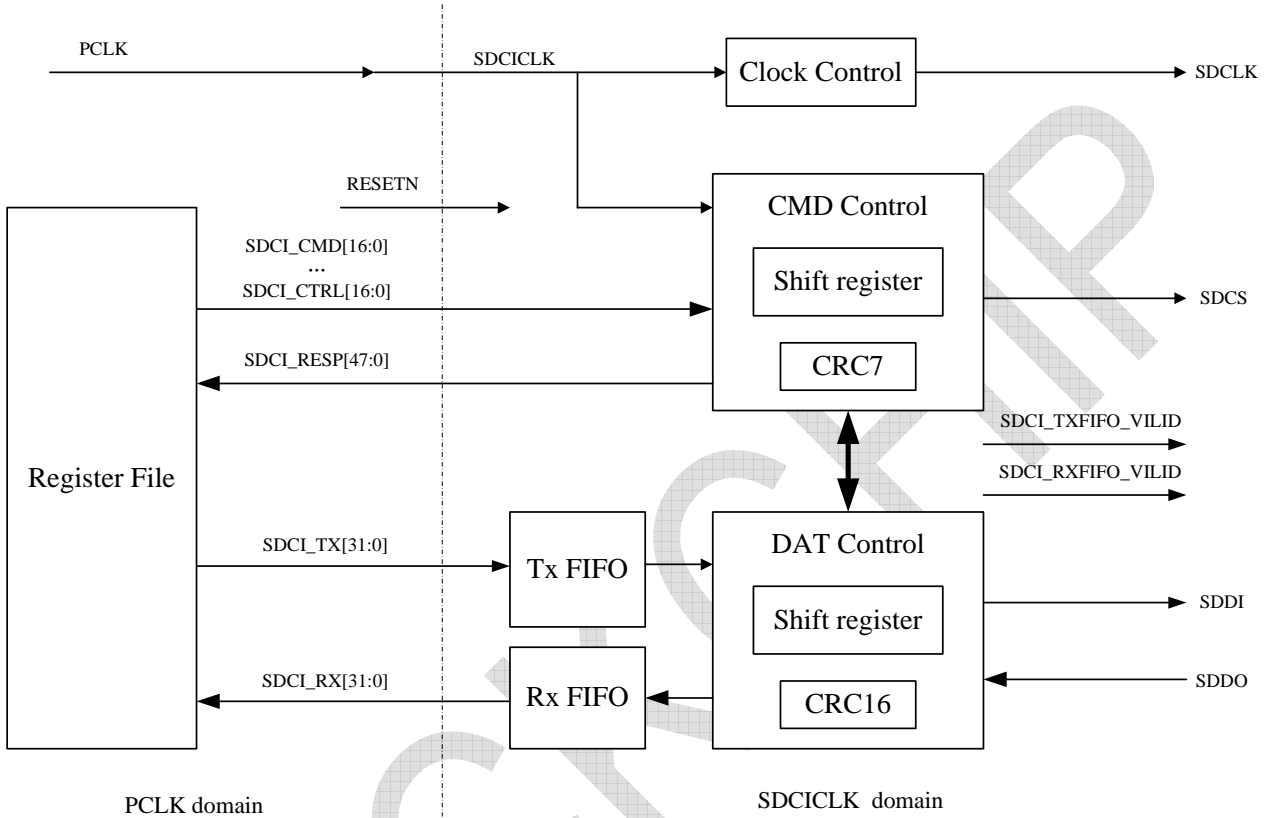 PCLK
SDCICLK
Clock Control
SDCLK
RESETN
CMD Control
SDCI_CMD[16:0]
...
SDCI_CTRL[16:0]
Shift register
SDCS
SDCI_RESP[47:0]
CRC7
SDCI_TXFIFO_VILID
SDCI_RXFIFO_VILID
Register File
SDCI_TX[31:0]
Tx FIFO
DAT Control
Shift register
SDDI
SDCI_RX[31:0]
Rx FIFO
CRC16
SDDO
PCLK domain
SDCICLK domain